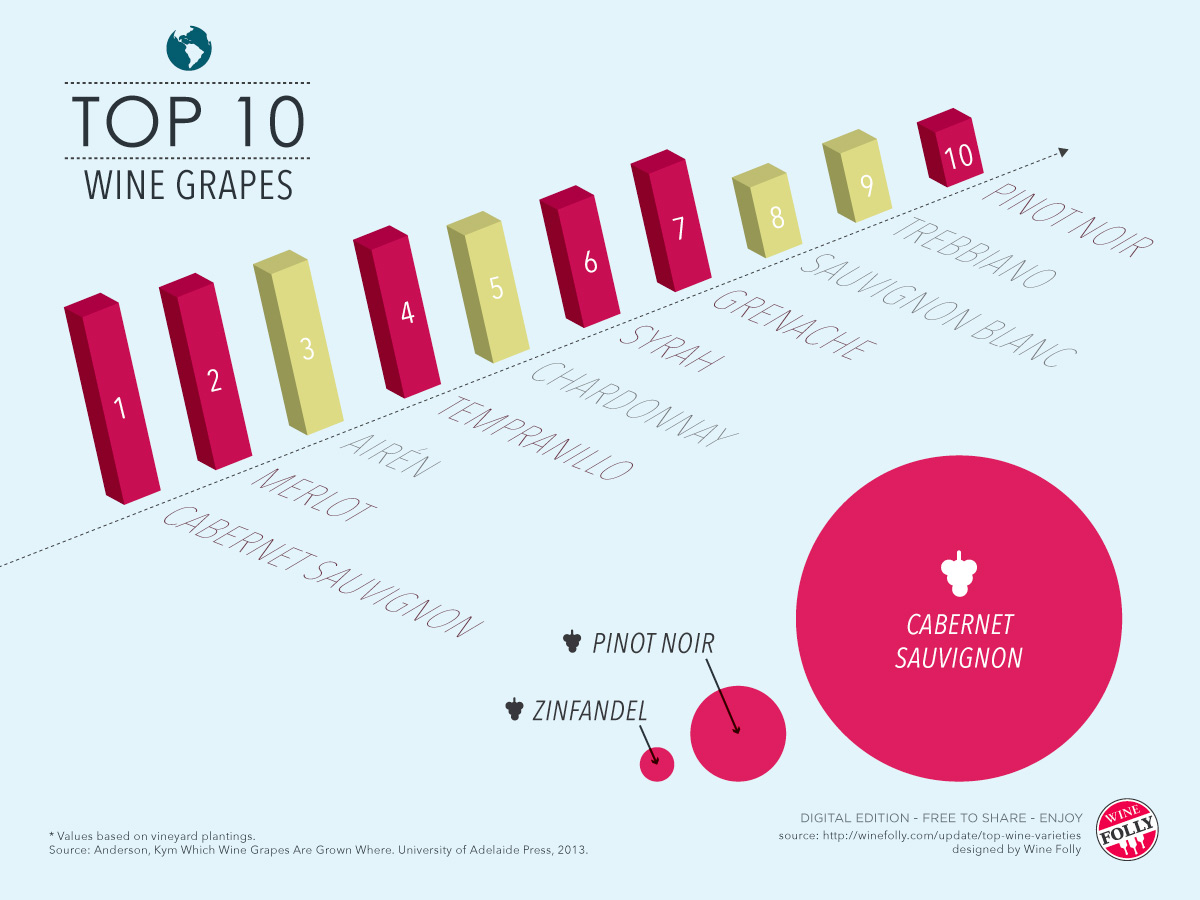 TOP 10
WINE GRAPES
1
2
3
4
5
6
7
8
9
10
CABERNET SAUVIGNON
MERLOT
AIRÉN
TEMPRANILLO
CHARDONNAY
SYRAH
GRENACHE
SAUVIGNON BLANC
TREBBIANO
PINOT NOIR
CABERNET
SAUVIGNON
PINOT NOIR
ZINFANDEL
* Values based on vineyard plantings.
Source: Anderson, Kym Which Wine Grapes Are Grown Where. University of Adelaide Press, 2013.
DIGITAL EDITION - FREE TO SHARE - ENJOY
source: http://winefolly.com/update/top-wine-varieties
designed by Wine Folly
WINE
FOLLY